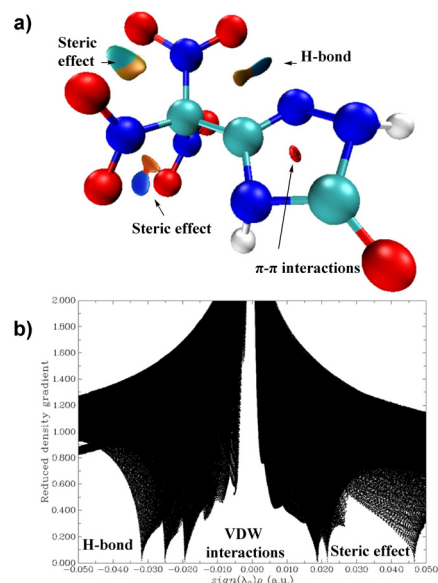 a)
Steric
effect
H-bond
Steric effect
π-π interactions
b)
Reduced density gradient
2.000
1.800
1.600
1.400
1.200
1.000
0.800
0.600
0.400
0.200
0.000
H-bond
VDW
interactions
Steric effect
−0.050 −0.040 −0.030 −0.020 −0.010 0.000 0.010 0.020 0.030 0.040 0.050
sign(λ₂)ρ (a.u.)